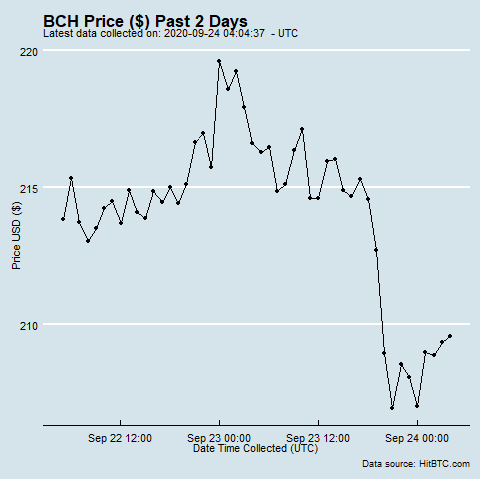 BCH Price ($) Past 2 Days
Latest data collected on: 2020-09-24 04:04:37 - UTC
220
215
210
Price USD ($)
Sep 22 12:00
Sep 23 00:00
Sep 23 12:00
Sep 24 00:00
Date Time Collected (UTC)
Data source: HitBTC.com